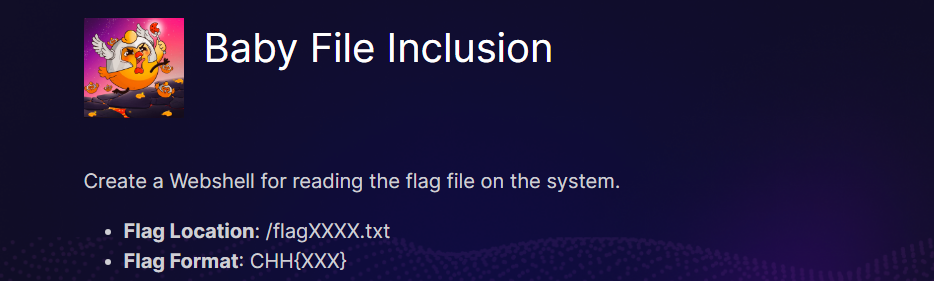 Baby File Inclusion
Create a Webshell for reading the flag file on the system.
• Flag Location: /flagXXXX.txt
• Flag Format: CHH{XXX}